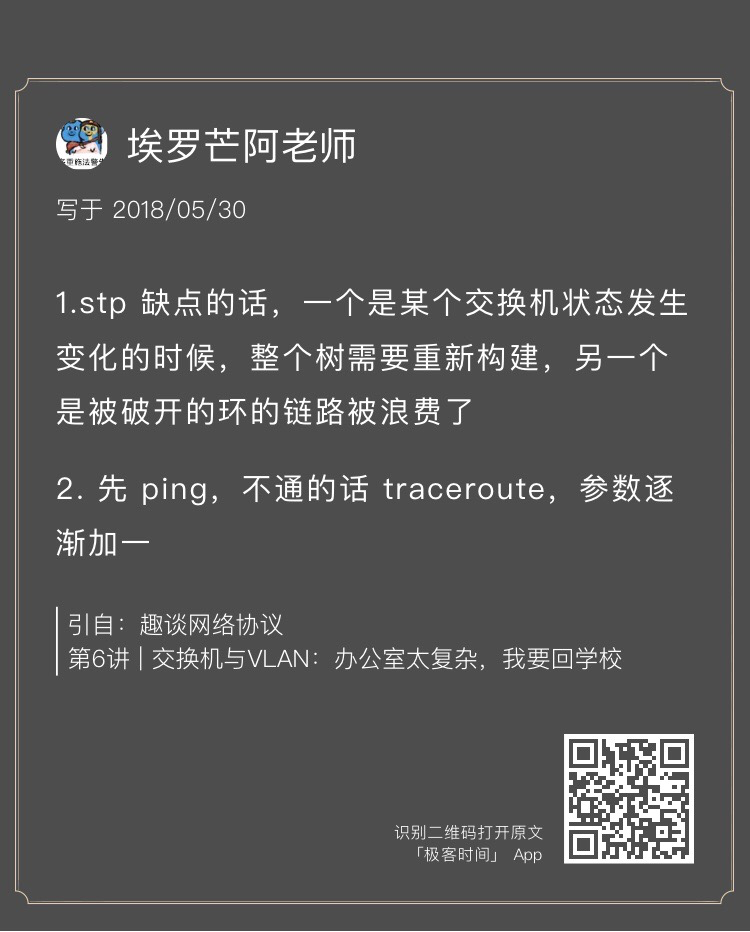 埃罗芒阿老师
写于 2018/05/30
1.stp 缺点的话，一个是某个交换机状态发生
变化的时候，整个树需要重新构建，另一个
是被破开的环的链路被浪费了
2. 先 ping，不通的话 traceroute，参数逐
渐加一
引自：趣谈网络协议
第6讲 | 交换机与VLAN：办公室太复杂，我要回学校
识别二维码打开原文
「极客时间」 App